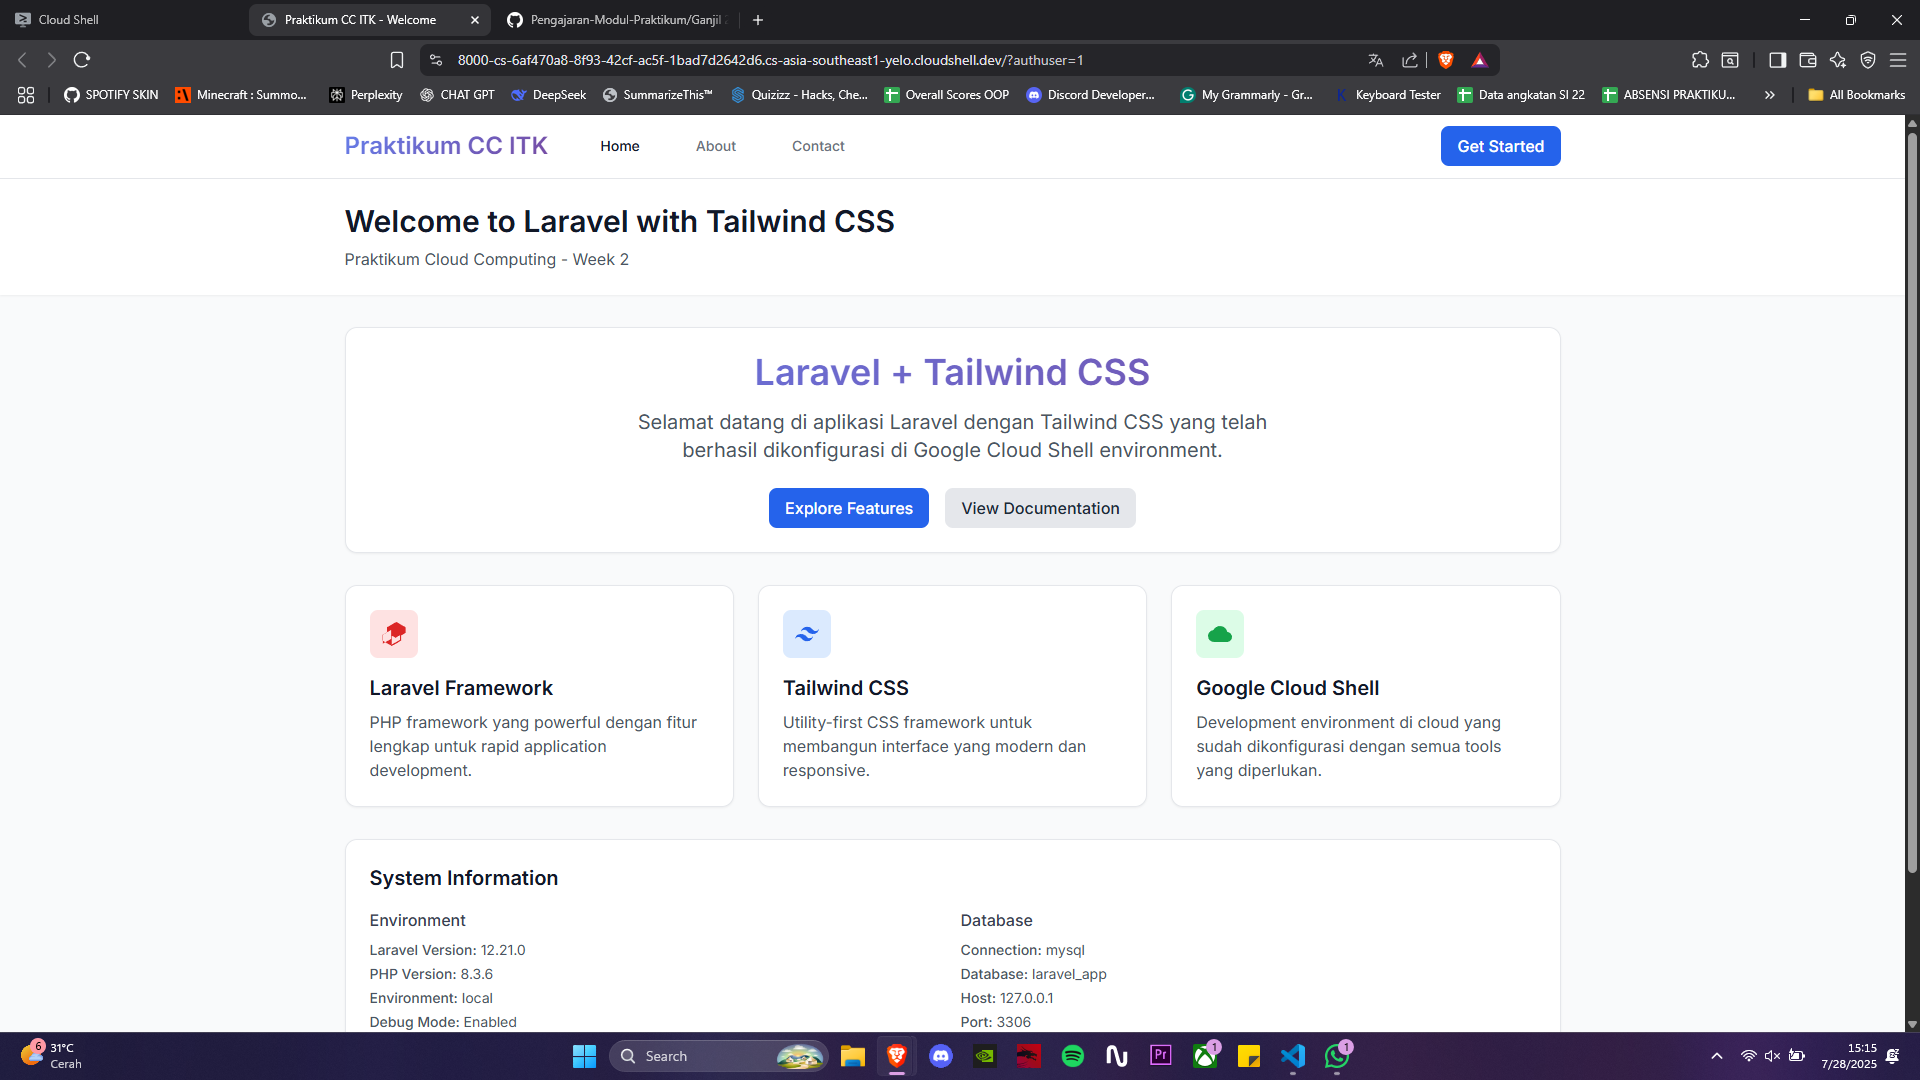 Cloud Shell
Praktikum CC ITK - Welcome
Pengajaran-Modul-Praktikum/Ganjil
8000-cs-6af470a8-8f93-42cf-ac5f-1bad7d2642d6.cs-asia-southeast1-yelo.cloudshell.dev/?authuser=1
SPOTIFY SKIN
Minecraft : Summo...
Perplexity
CHAT GPT
DeepSeek
SummarizeThis™
Quizizz - Hacks, Che...
Overall Scores OOP
Discord Developer...
My Grammarly - Gr...
Keyboard Tester
Data angkatan SI 22
ABSENSI PRAKTIKU...
All Bookmarks
Praktikum CC ITK
Home
About
Contact
Get Started
Welcome to Laravel with Tailwind CSS
Praktikum Cloud Computing - Week 2
Laravel + Tailwind CSS
Selamat datang di aplikasi Laravel dengan Tailwind CSS yang telah
berhasil dikonfigurasi di Google Cloud Shell environment.
Explore Features
View Documentation
Laravel Framework
PHP framework yang powerful dengan fitur
lengkap untuk rapid application
development.
Tailwind CSS
Utility-first CSS framework untuk
membangun interface yang modern dan
responsive.
Google Cloud Shell
Development environment di cloud yang
sudah dikonfigurasi dengan semua tools
yang diperlukan.
System Information
Environment
Laravel Version: 12.21.0
PHP Version: 8.3.6
Environment: local
Debug Mode: Enabled
Database
Connection: mysql
Database: laravel_app
Host: 127.0.0.1
Port: 3306
6
31°C
Cerah
Search
Pr
1
1
15:15
7/28/2025